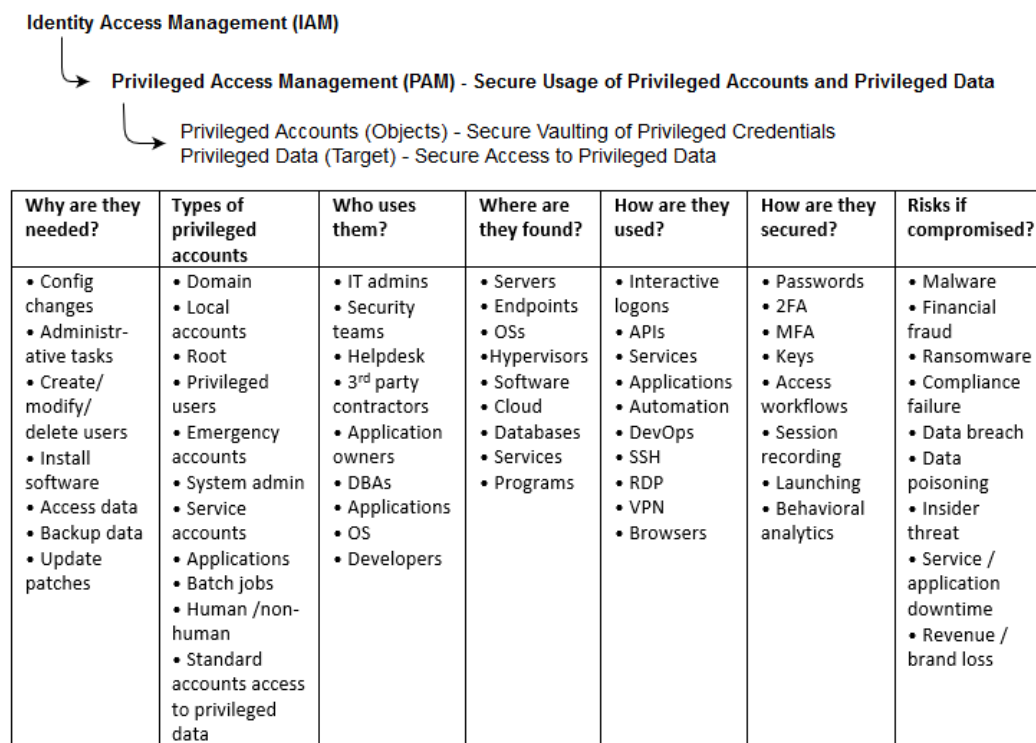 Identity Access Management (IAM)
Privileged Access Management (PAM) - Secure Usage of Privileged Accounts and Privileged Data
Privileged Accounts (Objects) - Secure Vaulting of Privileged Credentials
Privileged Data (Target) - Secure Access to Privileged Data
Why are they
needed?
Types of
privileged
accounts
Who uses
them?
Where are
they found?
How are they
used?
How are they
secured?
Risks if
compromised?
• Config
changes
• Administr-
ative tasks
• Create/
modify/
delete users
• Install
software
• Access data
• Backup data
• Update
patches
• Domain
• Local
accounts
• Root
• Privileged
users
• Emergency
accounts
• System admin
• Service
accounts
• Applications
• Batch jobs
• Human /non-
human
• Standard
accounts access
to privileged
data
• IT admins
• Security
teams
• Helpdesk
• 3rd party
contractors
• Application
owners
• DBAs
• Applications
• OS
• Developers
• Servers
• Endpoints
• OSs
•Hypervisors
• Software
• Cloud
• Databases
• Services
• Programs
• Interactive
logons
• APIs
• Services
• Applications
• Automation
• DevOps
• SSH
• RDP
• VPN
• Browsers
• Passwords
• 2FA
• MFA
• Keys
• Access
workflows
• Session
recording
• Launching
• Behavioral
analytics
• Malware
• Financial
fraud
• Ransomware
• Compliance
failure
• Data breach
• Data
poisoning
• Insider
threat
• Service /
application
downtime
• Revenue /
brand loss